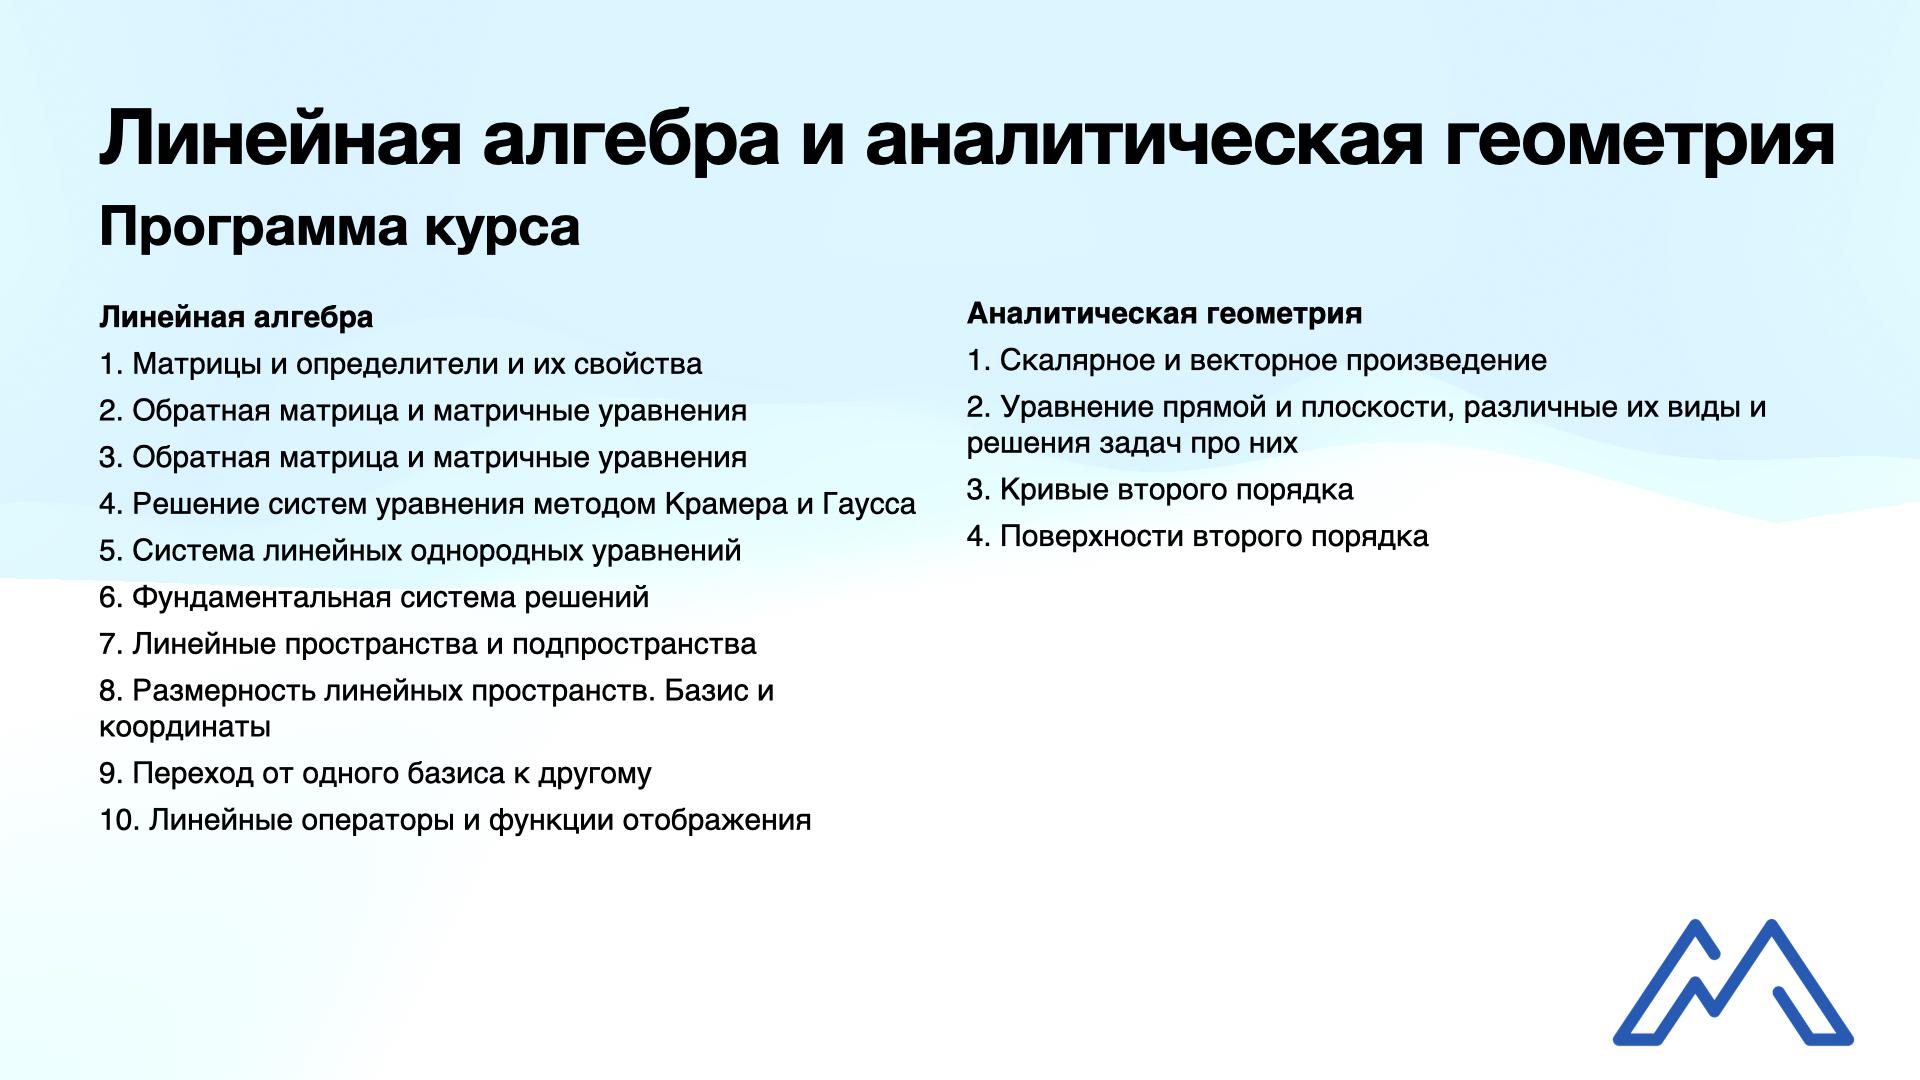 Линейная алгебра и аналитическая геометрия
Программа курса
Линейная алгебра
1. Матрицы и определители и их свойства
2. Обратная матрица и матричные уравнения
3. Обратная матрица и матричные уравнения
4. Решение систем уравнения методом Крамера и Гаусса
5. Система линейных однородных уравнений
6. Фундаментальная система решений
7. Линейные пространства и подпространства
8. Размерность линейных пространств. Базис и
координаты
9. Переход от одного базиса к другому
10. Линейные операторы и функции отображения
Аналитическая геометрия
1. Скалярное и векторное произведение
2. Уравнение прямой и плоскости, различные их виды и
решения задач про них
3. Кривые второго порядка
4. Поверхности второго порядка